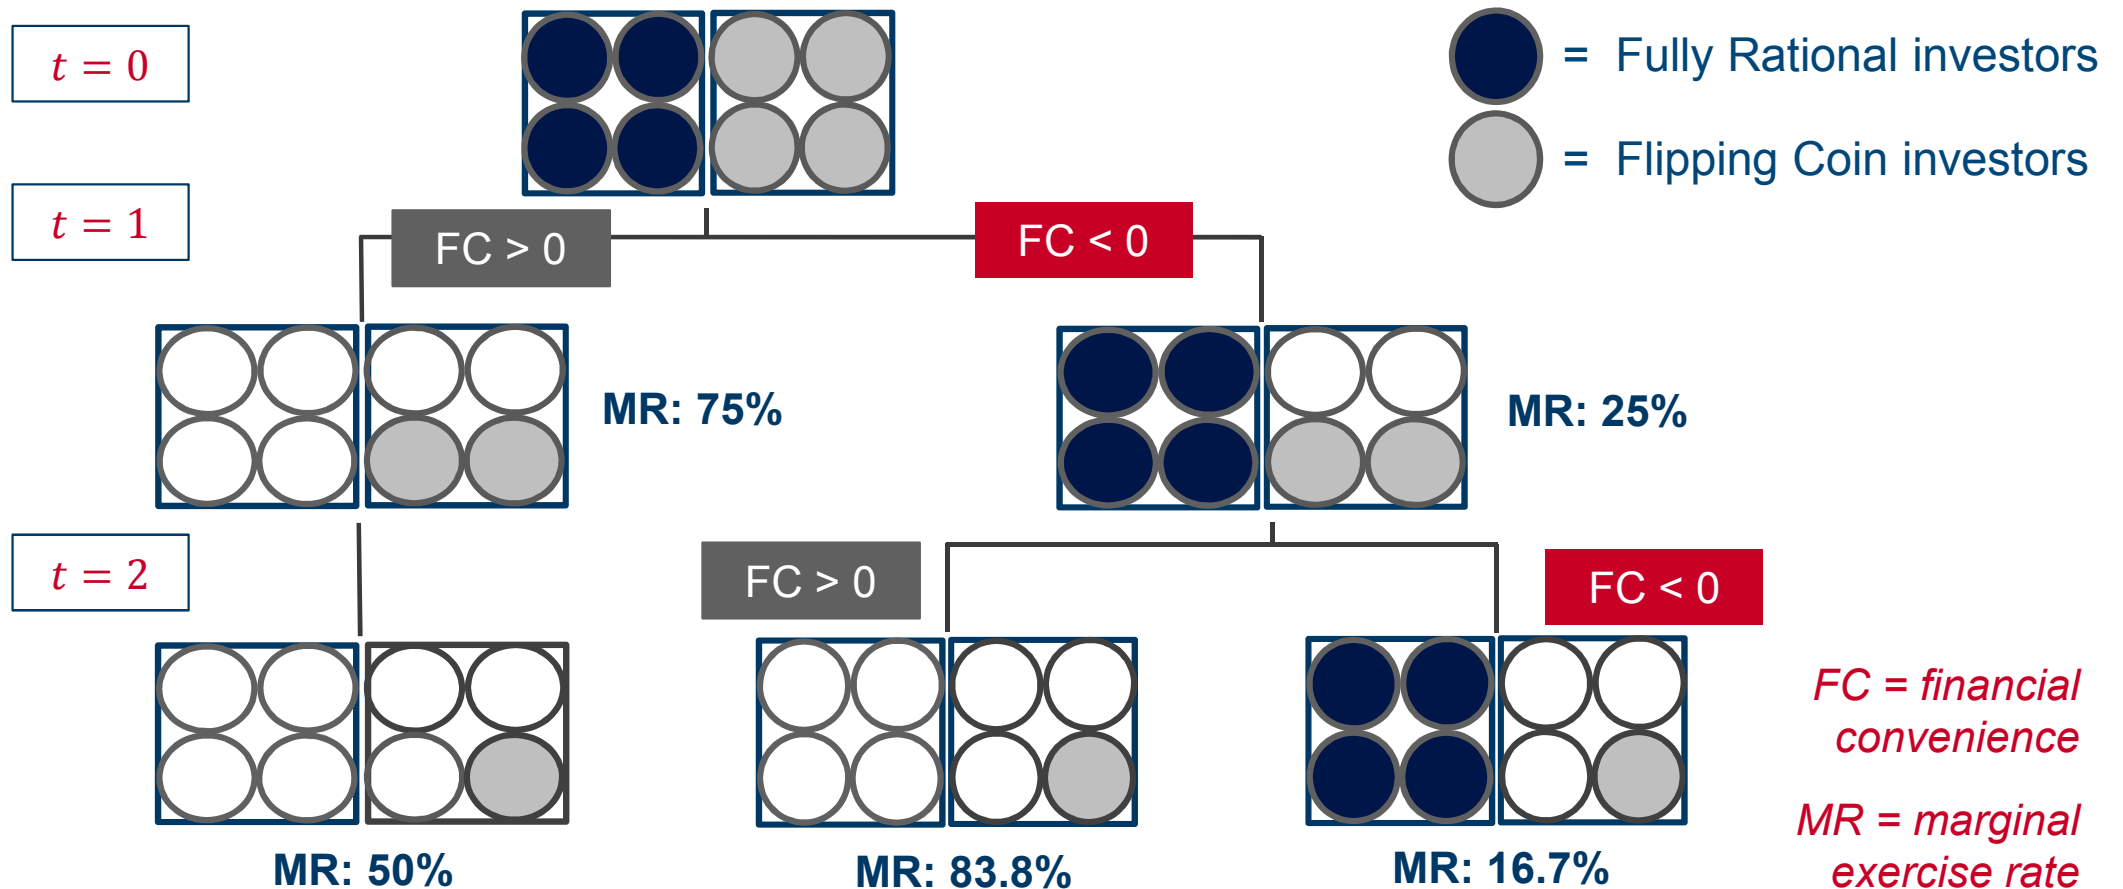 t = 0
= Fully Rational investors
= Flipping Coin investors
t = 1
FC > 0
FC < 0
MR: 75%
MR: 25%
t = 2
FC > 0
FC < 0
FC = financial
convenience
MR: 50%
MR: 83.8%
MR: 16.7%
MR = marginal
exercise rate